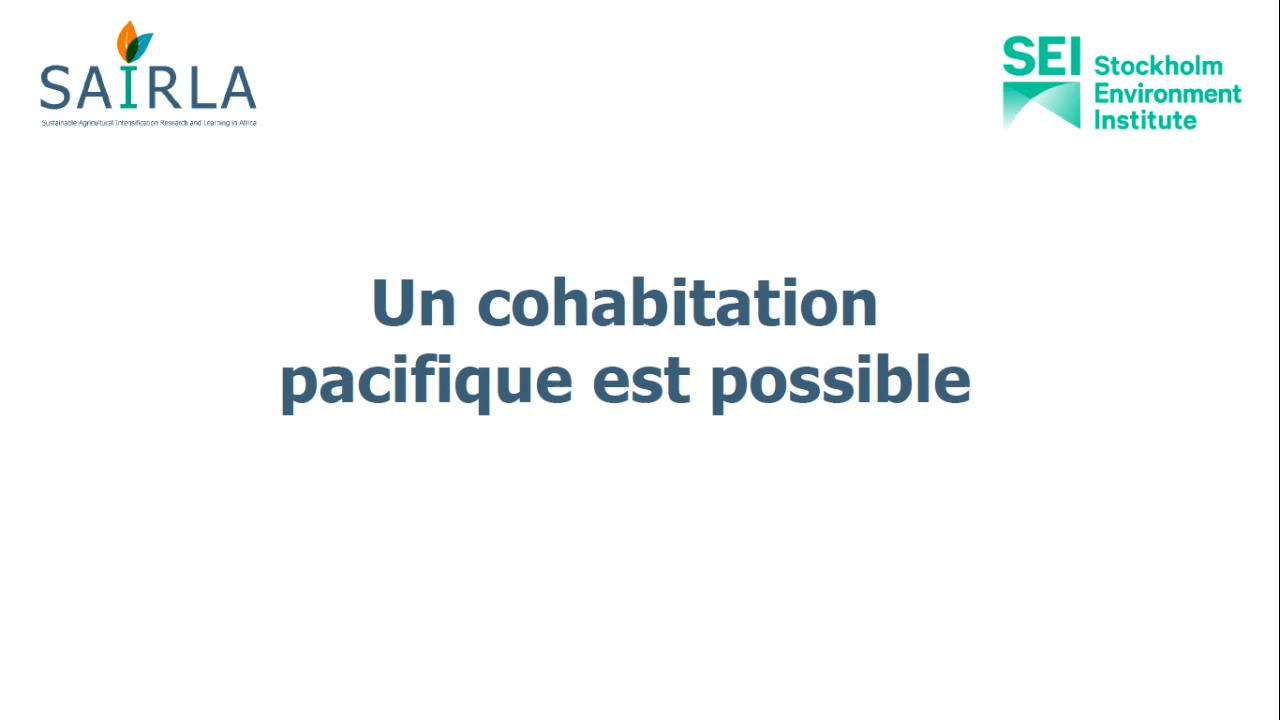 SAIRLA
Sustainable Agricultural Intensification Research and Learning in Africa
SEI Stockholm
Environment
Institute
Un cohabitation
pacifique est possible